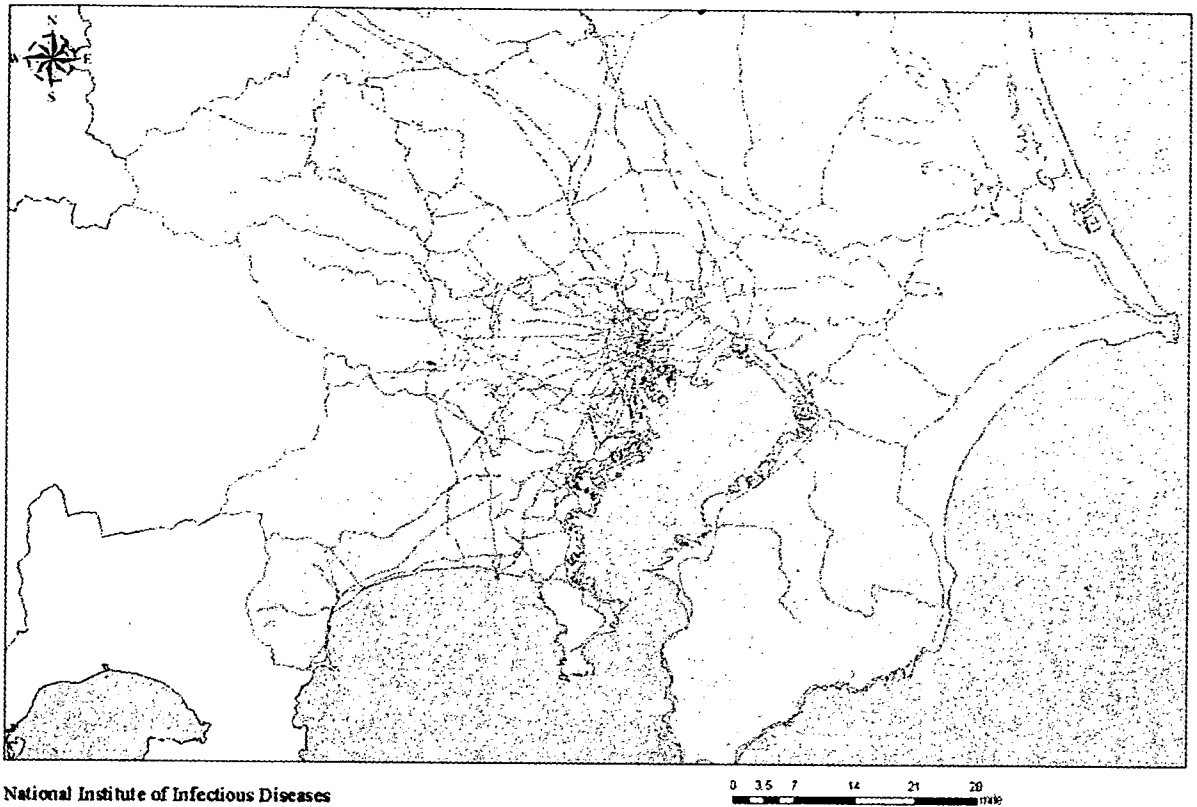 N
W E
S
National Institute of Infectious Diseases
0 3.5 7 14 21 28
mile